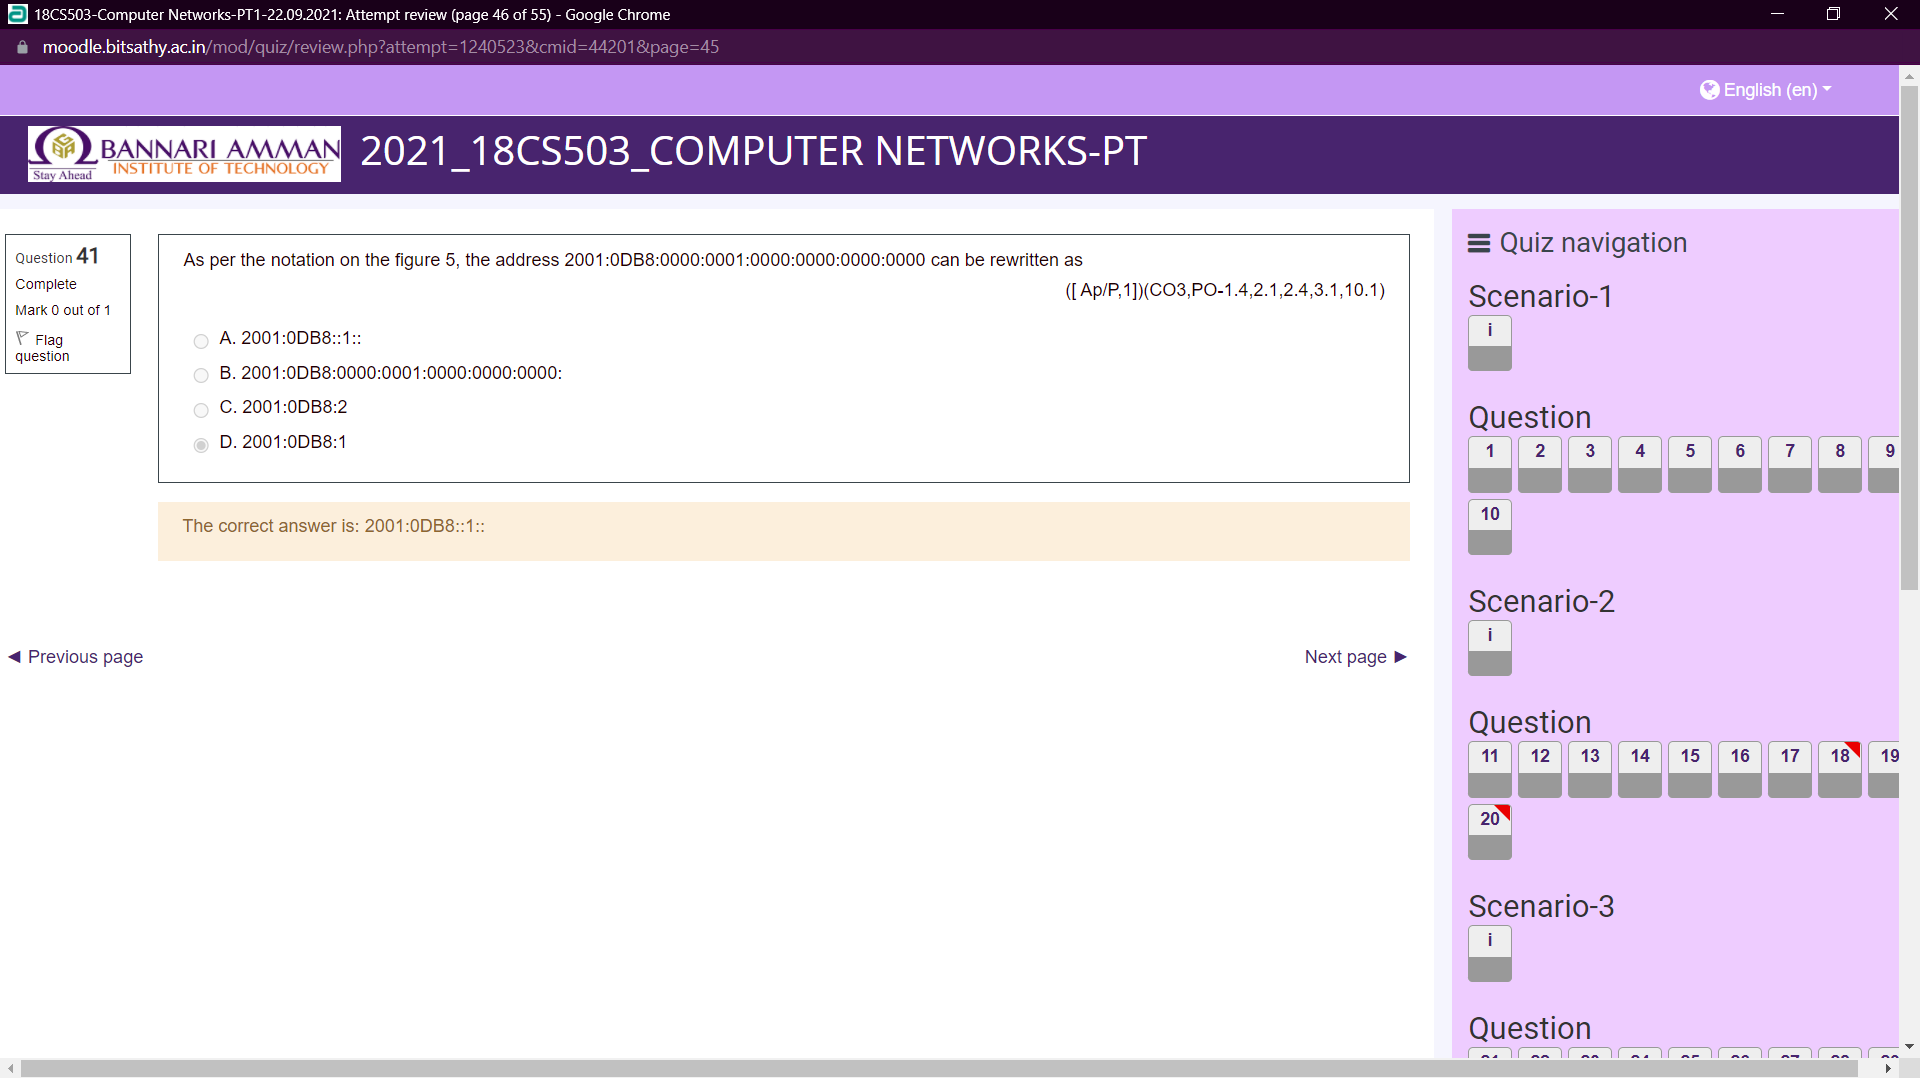 18CS503-Computer Networks-PT1-22.09.2021: Attempt review (page 46 of 55) - Google Chrome
moodle.bitsathy.ac.in/mod/quiz/review.php?attempt=1240523&cmid=44201&page=45
English (en)
BANNARI AMMAN
INSTITUTE OF TECHNOLOGY
Stay Ahead
2021_18CS503_COMPUTER NETWORKS-PT
Question 41
Complete
Mark 0 out of 1
Flag
question
As per the notation on the figure 5, the address 2001:0DB8:0000:0001:0000:0000:0000:0000 can be rewritten as
([ Ap/P,1])(CO3,PO-1.4,2.1,2.4,3.1,10.1)
A. 2001:0DB8::1::
B. 2001:0DB8:0000:0001:0000:0000:0000:
C. 2001:0DB8:2
D. 2001:0DB8:1
The correct answer is: 2001:0DB8::1::
◄ Previous page
Next page ►
Quiz navigation
Scenario-1
i
Question
1 2 3 4 5 6 7 8 9
10
Scenario-2
i
Question
11 12 13 14 15 16 17 18 19
20
Scenario-3
i
Question